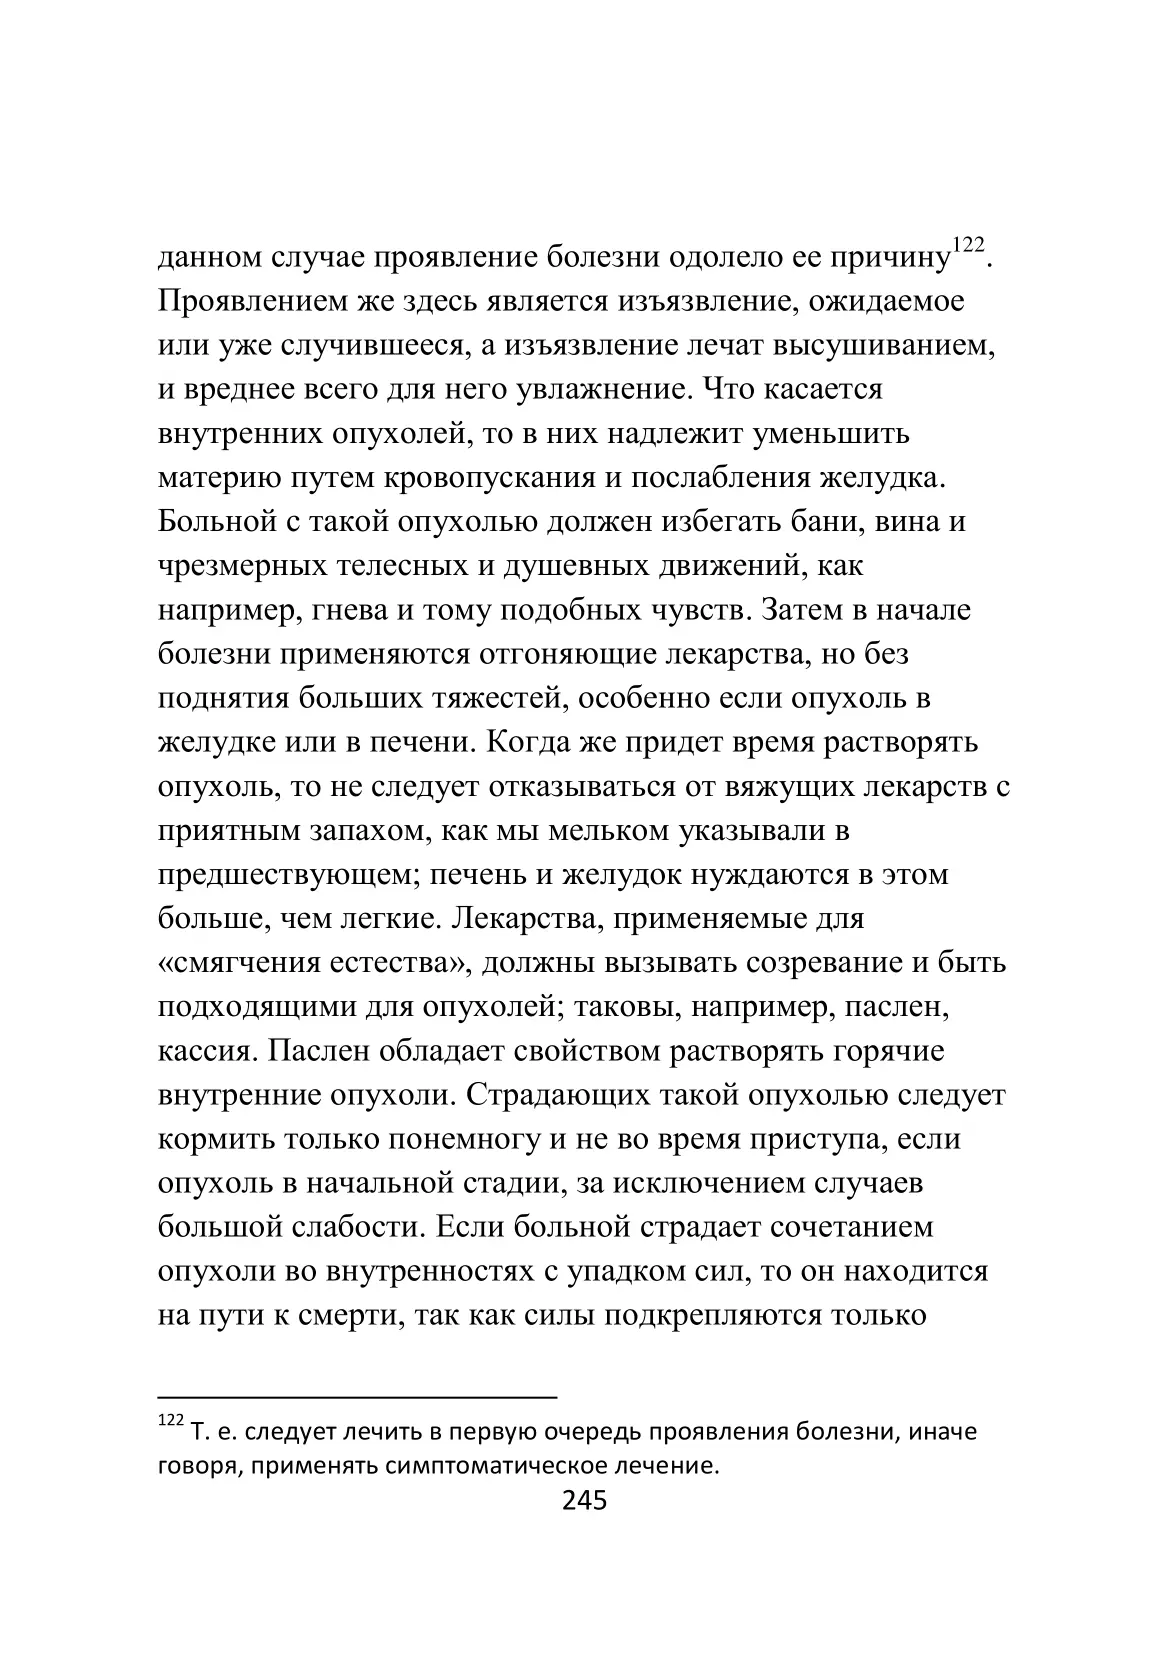 данном случае проявление болезни одолело ее причину122.
Проявлением же здесь является изъязвление, ожидаемое
или уже случившееся, а изъязвление лечат высушиванием,
и вреднее всего для него увлажнение. Что касается
внутренних опухолей, то в них надлежит уменьшить
материю путем кровопускания и послабления желудка.
Больной с такой опухолью должен избегать бани, вина и
чрезмерных телесных и душевных движений, как
например, гнева и тому подобных чувств. Затем в начале
болезни применяются отгоняющие лекарства, но без
поднятия больших тяжестей, особенно если опухоль в
желудке или в печени. Когда же придет время растворять
опухоль, то не следует отказываться от вяжущих лекарств с
приятным запахом, как мы мельком указывали в
предшествующем; печень и желудок нуждаются в этом
больше, чем легкие. Лекарства, применяемые для
«смягчения естества», должны вызывать созревание и быть
подходящими для опухолей; таковы, например, паслен,
кассия. Паслен обладает свойством растворять горячие
внутренние опухоли. Страдающих такой опухолью следует
кормить только понемногу и не во время приступа, если
опухоль в начальной стадии, за исключением случаев
большой слабости. Если больной страдает сочетанием
опухоли во внутренностях с упадком сил, то он находится
на пути к смерти, так как силы подкрепляются только
122 Т. е. следует лечить в первую очередь проявления болезни, иначе
говоря, применять симптоматическое лечение.
245